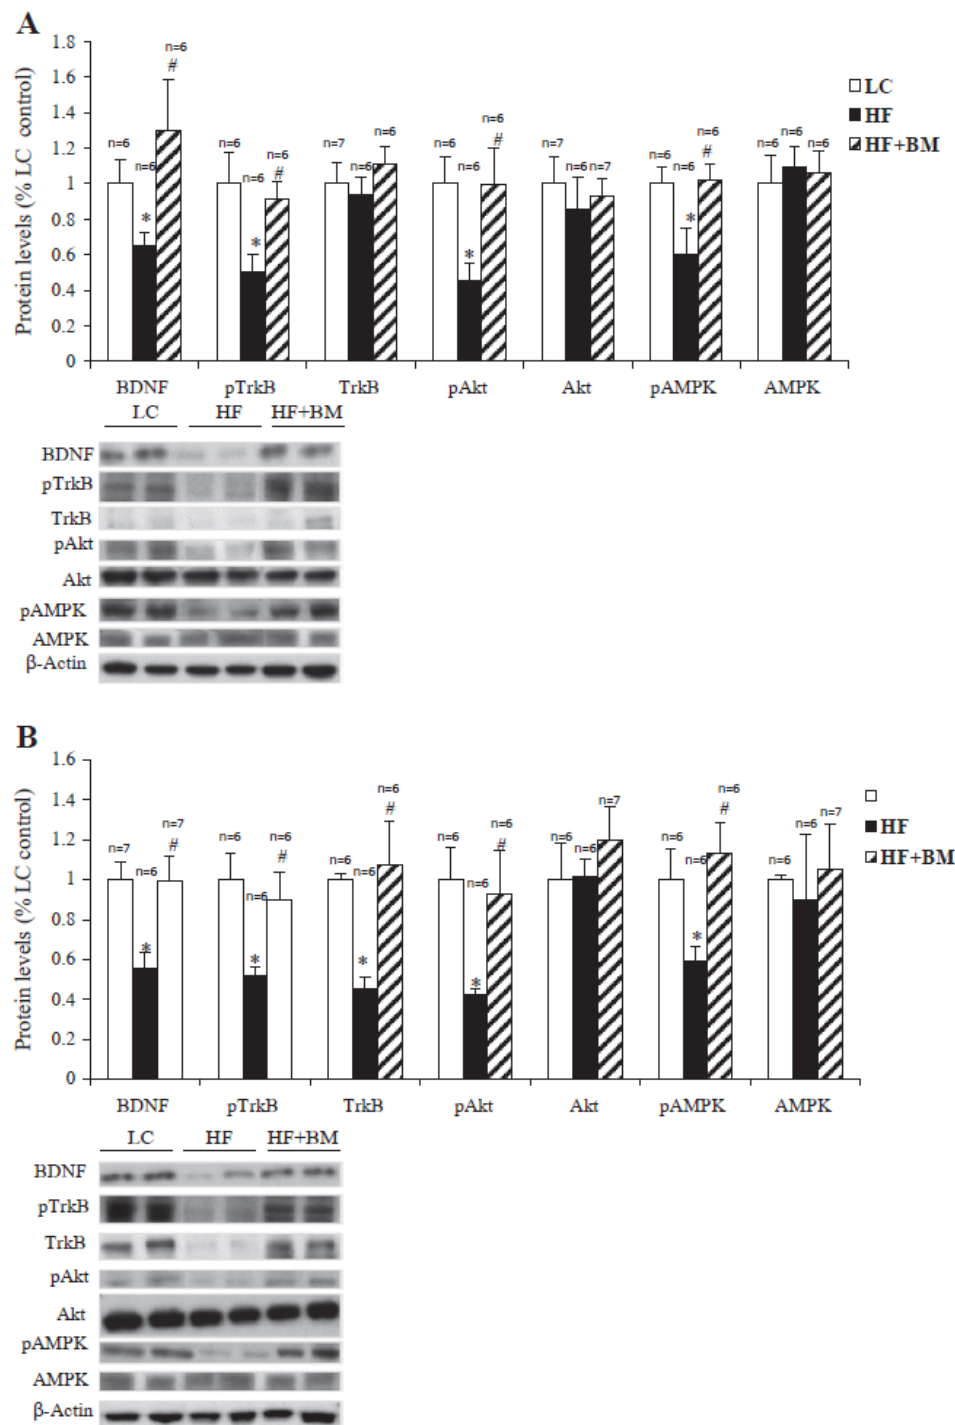 A
Protein levels (% LC control)
1.8
1.6
1.4
1.2
1
0.8
0.6
0.4
0.2
0
n=6
#
n=6
n=6
*
n=6
n=6
*
n=6
#
n=7
n=6
n=6
n=6
n=6
*
n=6
#
n=7
n=6
n=7
n=6
n=6
*
n=6
#
n=6
n=6
n=6
LC
HF
HF+BM
BDNF pTrkB TrkB pAkt Akt pAMPK AMPK
LC HF HF+BM
BDNF
pTrkB
TrkB
pAkt
Akt
pAMPK
AMPK
β-Actin
B
Protein levels (% LC control)
1.6
1.4
1.2
1
0.8
0.6
0.4
0.2
0
n=7
n=6
*
n=7
#
n=6
n=6
*
n=6
#
n=6
n=6
*
n=6
#
n=6
n=6
*
n=6
#
n=6
n=6
n=7
n=6
n=6
*
n=6
#
n=6
n=6
n=7
HF
HF+BM
BDNF pTrkB TrkB pAkt Akt pAMPK AMPK
LC HF HF+BM
BDNF
pTrkB
TrkB
pAkt
Akt
pAMPK
AMPK
β-Actin